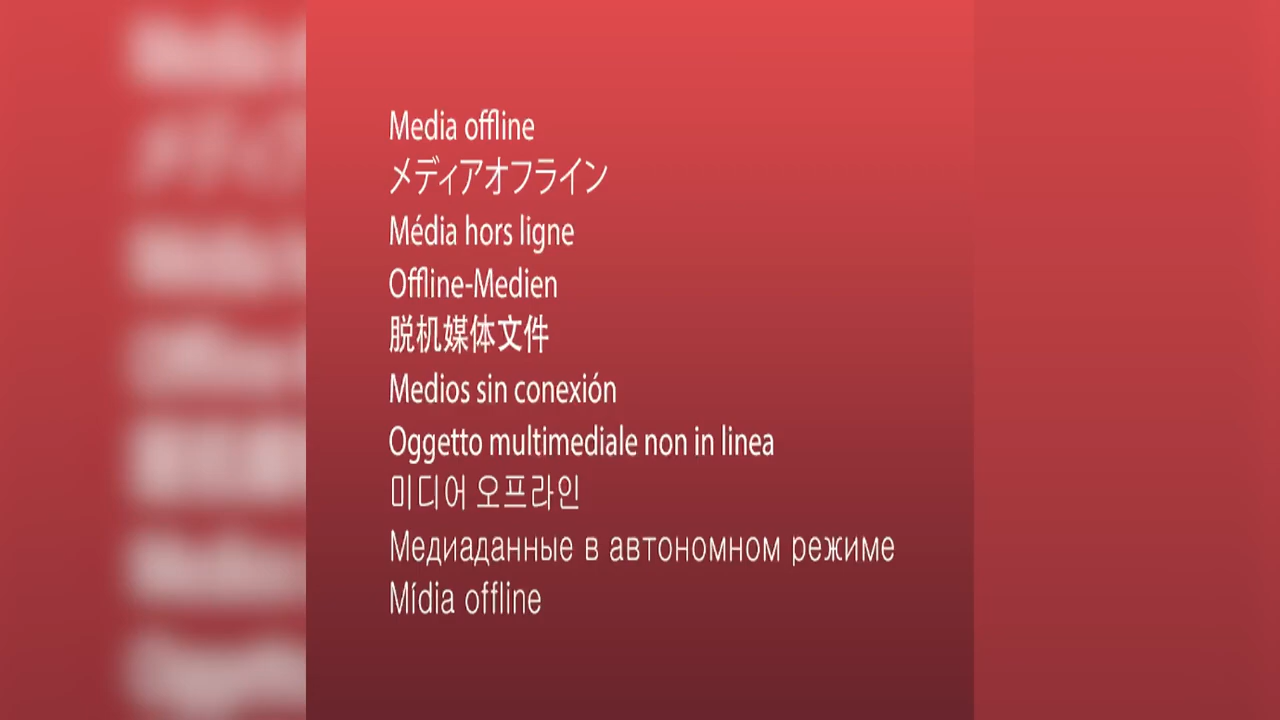 Media offline
メディアオフライン
Média hors ligne
Offline-Medien
脱机媒体文件
Medios sin conexión
Oggetto multimediale non in linea
미디어 오프라인
Медиаданные в автономном режиме
Mídia offline